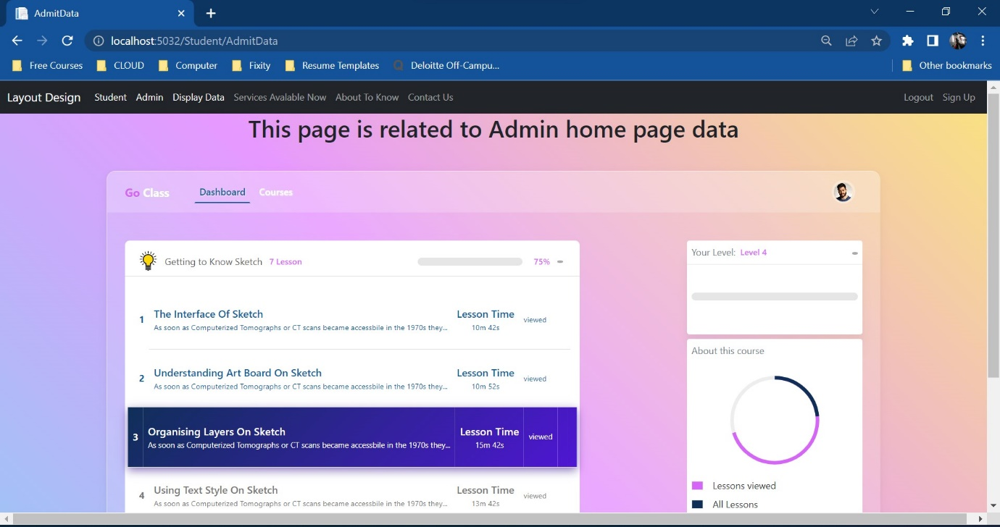 AdmitData
localhost:5032/Student/AdmitData
Free Courses CLOUD Computer Fixity Resume Templates Deloitte Off-Campu... Other bookmarks
Layout Design Student Admin Display Data Services Avalable Now About To Know Contact Us Logout Sign Up
This page is related to Admin home page data
Go Class Dashboard Courses
Getting to Know Sketch 7 Lesson 75%
Your Level: Level 4
1 The Interface Of Sketch Lesson Time viewed
As soon as Computerized Tomographs or CT scans became accessbile in the 1970s they... 10m 42s
2 Understanding Art Board On Sketch Lesson Time viewed
As soon as Computerized Tomographs or CT scans became accessbile in the 1970s they... 10m 52s
3 Organising Layers On Sketch Lesson Time viewed
As soon as Computerized Tomographs or CT scans became accessbile in the 1970s they... 15m 42s
4 Using Text Style On Sketch Lesson Time viewed
As soon as Computerized Tomographs or CT scans became accessbile in the 1970s they... 13m 42s
About this course
Lessons viewed
All Lessons